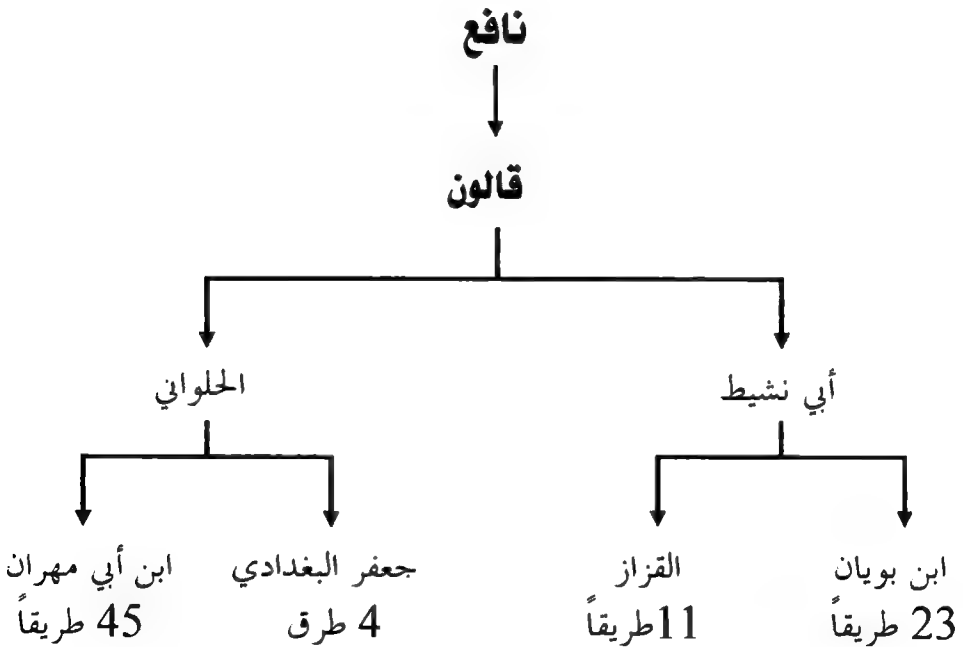 نافع
قالون
أبي نشيط
الحلواني
ابن بويان
23 طريقاً
القزاز
11طريقاً
جعفر البغدادي
4 طرق
ابن أبي مهران
45 طريقاً